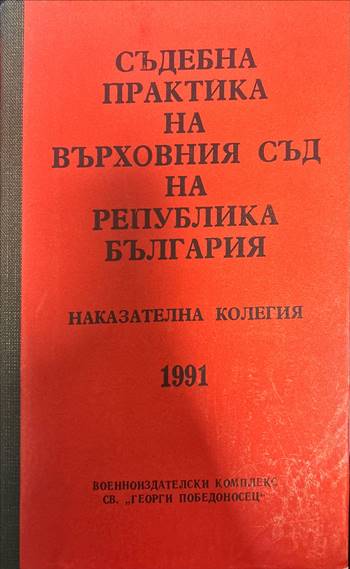 СЪДЕБНА
ПРАКТИКА
НА
ВЪРХОВНИЯ СЪД
НА
РЕПУБЛИКА
БЪЛГАРИЯ
НАКАЗАТЕЛНА КОЛЕГИЯ
1991
ВОЕННОИЗДАТЕЛСКИ КОМПЛЕКС
СВ. „ГЕОРГИ ПОБЕДОНОСЕЦ“